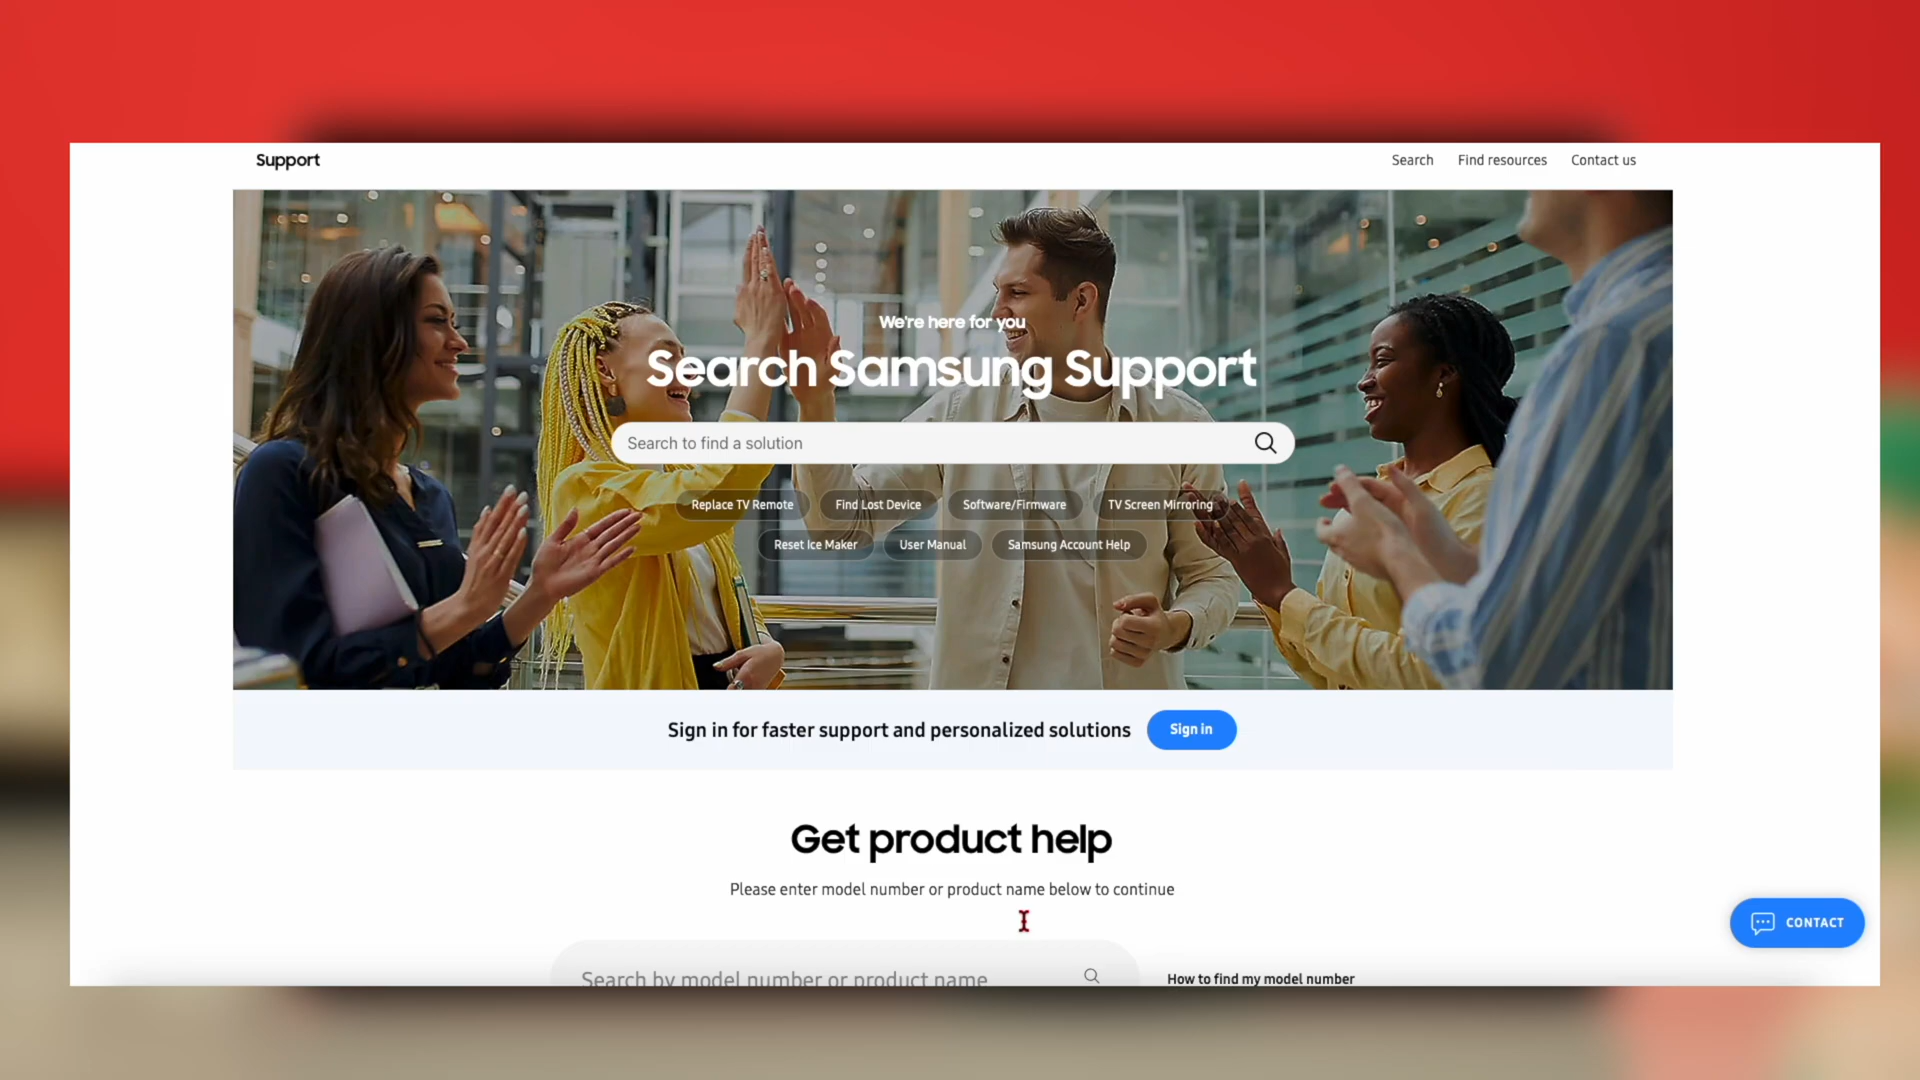 Support
Search Find resources Contact us
We're here for you
Search Samsung Support
Search to find a solution
Replace TV Remote Find Lost Device Software/Firmware TV Screen Mirroring
Reset Ice Maker User Manual Samsung Account Help
Sign in for faster support and personalized solutions Sign in
Get product help
Please enter model number or product name below to continue
CONTACT
Search by model number or product name How to find my model number